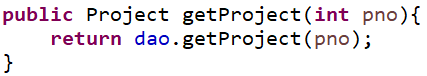 public Project getProject(int pno){
    return dao.getProject(pno);
}